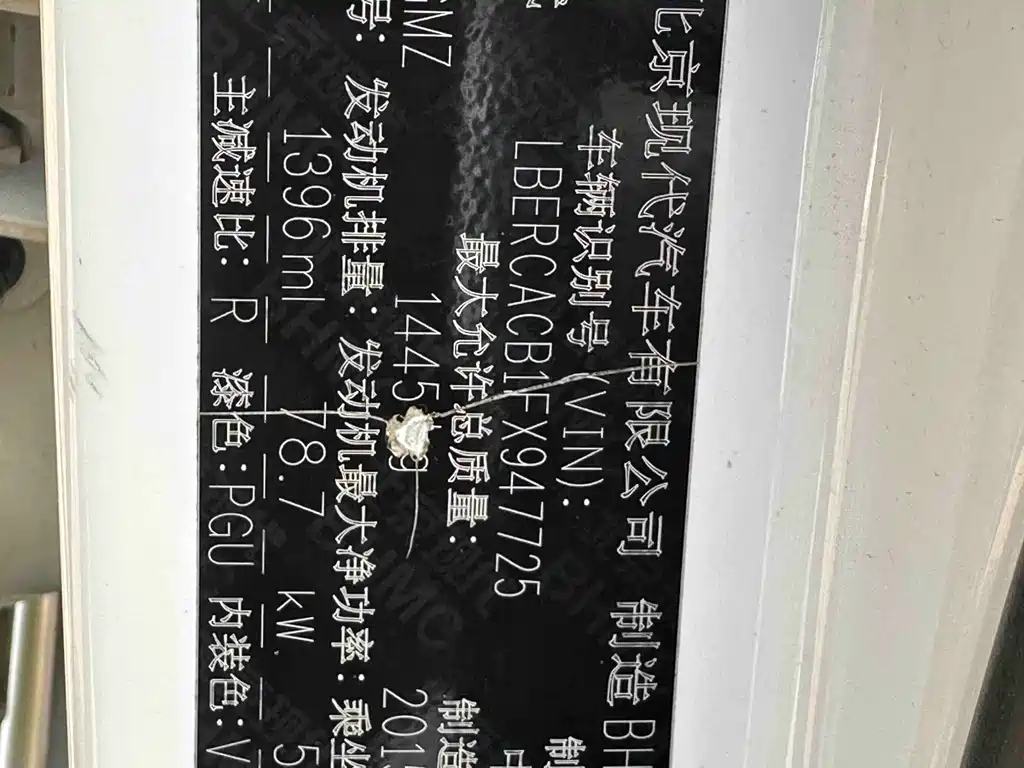 北京现代汽车有限公司 制造 BH
车辆识别号 (VIN): 制
LBERCACB1FX947725
最大允许总质量: 制造
MZ 1445 201
号: 发动机排量: 发动机最大净功率: 乘坐
1396ml 78.7 kW 5
主减速比: R 漆色:PGU 内装色: V